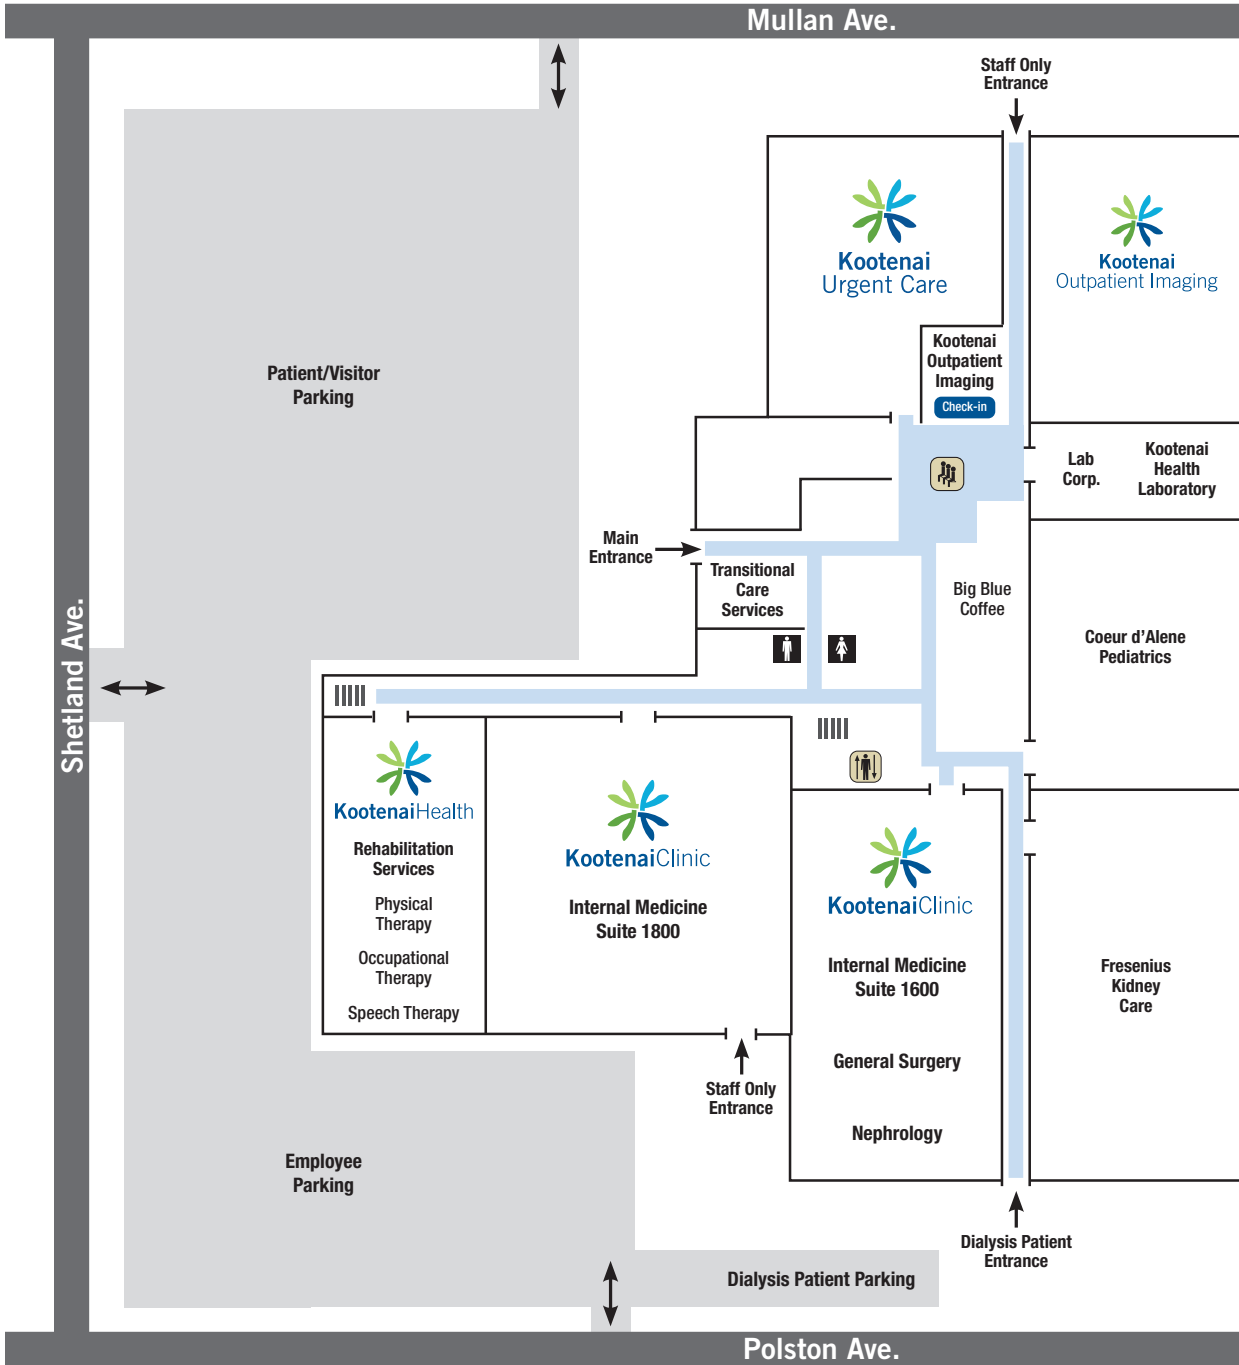 Mullan Ave.
Staff Only
Entrance
Kootenai
Urgent Care
Kootenai
Outpatient Imaging
Kootenai
Outpatient
Imaging
Check-in
Patient/Visitor
Parking
Lab
Corp.
Kootenai
Health
Laboratory
Main
Entrance
Transitional
Care
Services
Big Blue
Coffee
Coeur d'Alene
Pediatrics
Shetland Ave.
KootenaiHealth
Rehabilitation
Services
Physical
Therapy
Occupational
Therapy
Speech Therapy
KootenaiClinic
Internal Medicine
Suite 1800
KootenaiClinic
Internal Medicine
Suite 1600
General Surgery
Nephrology
Fresenius
Kidney
Care
Staff Only
Entrance
Employee
Parking
Dialysis Patient
Entrance
Dialysis Patient Parking
Polston Ave.